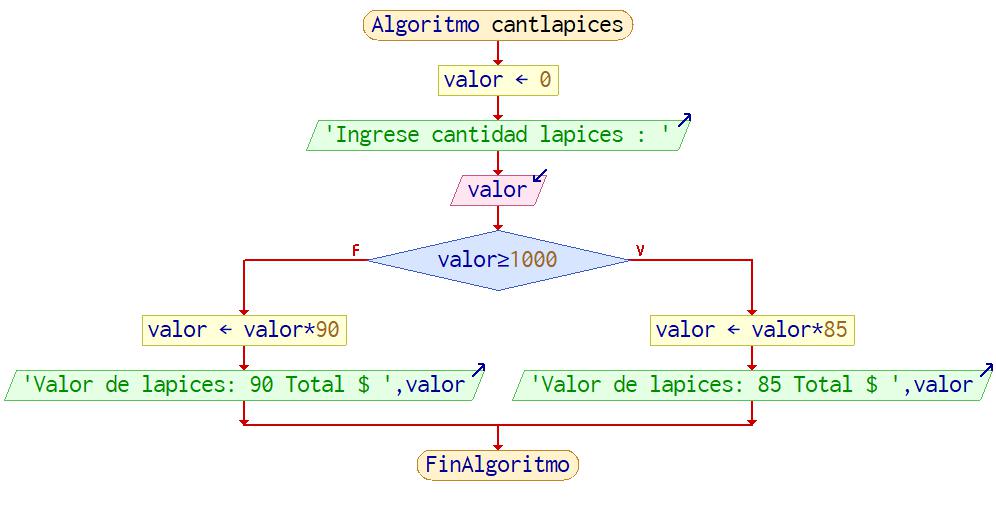 Algoritmo cantlapices
valor ← 0
'Ingrese cantidad lapices : '
valor
F
valor≥1000
V
valor ← valor*90
valor ← valor*85
'Valor de lapices: 90 Total $ ',valor
'Valor de lapices: 85 Total $ ',valor
FinAlgoritmo